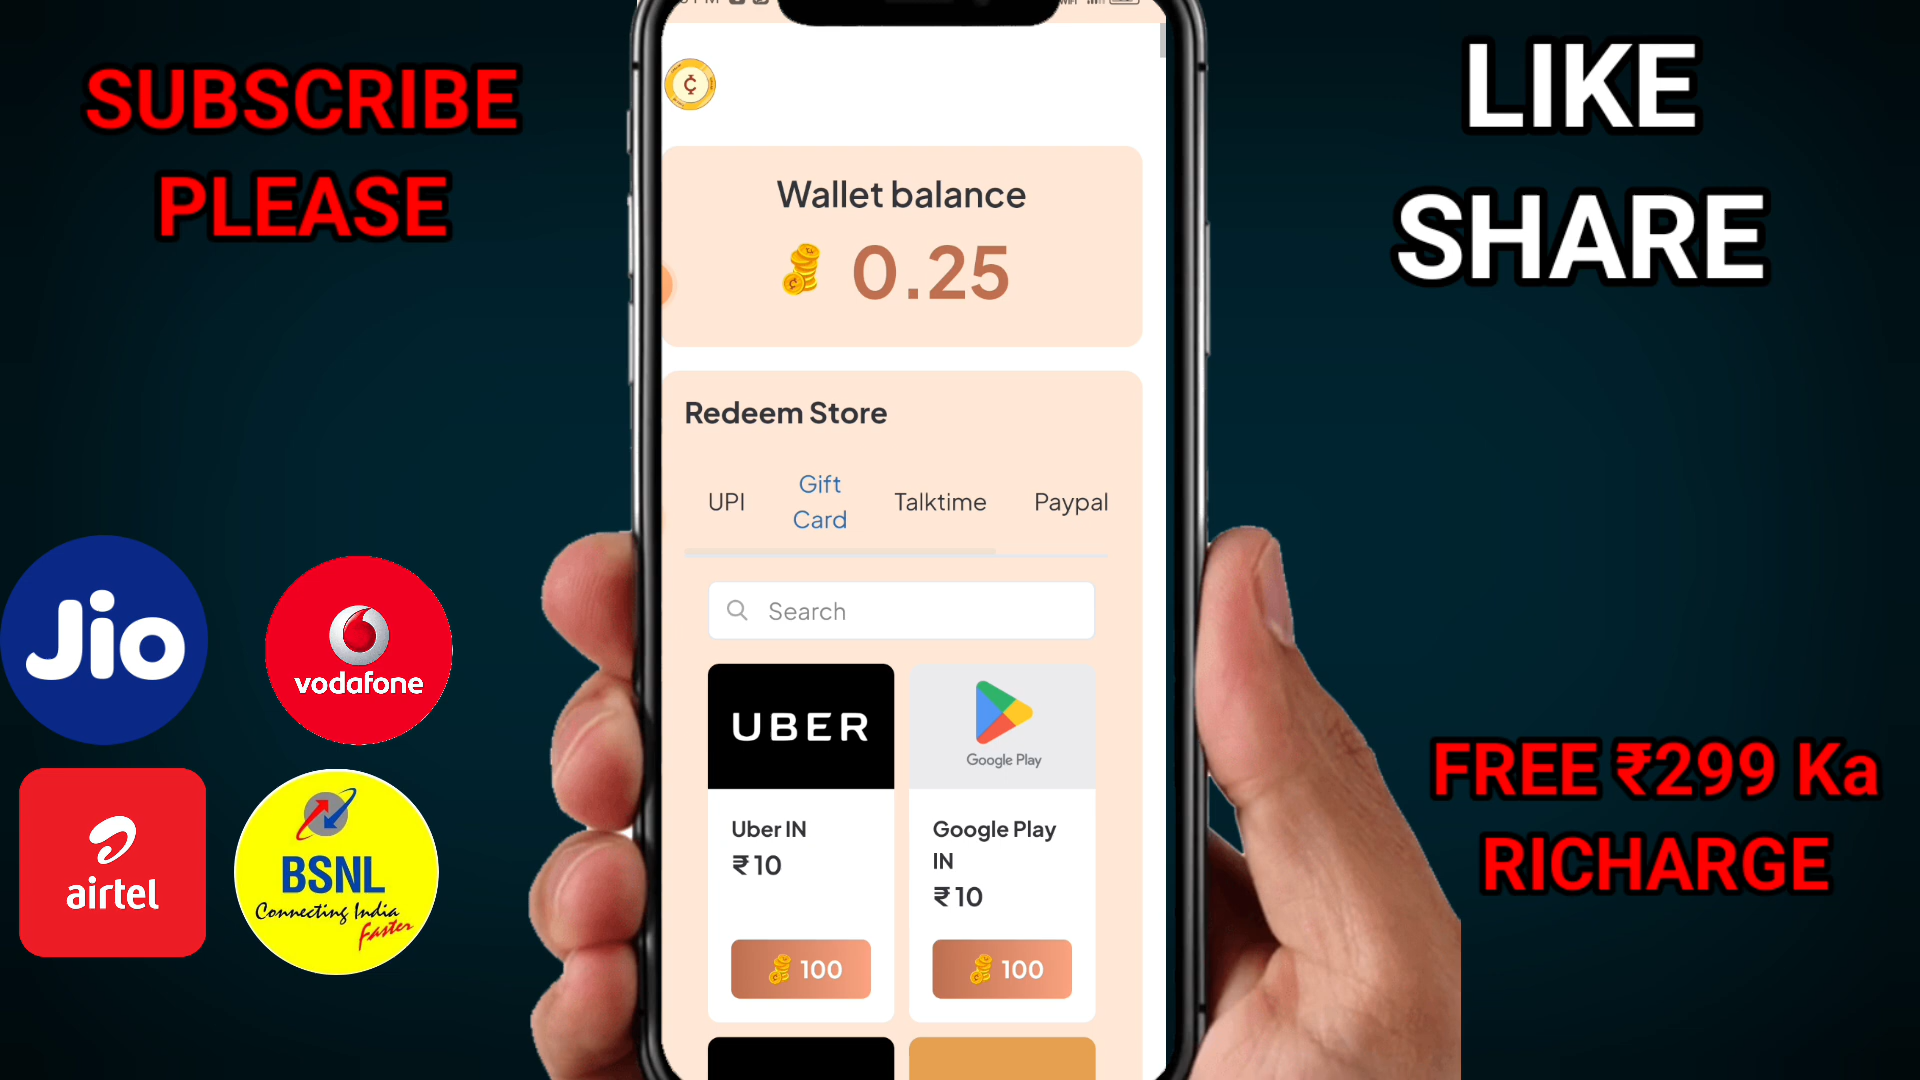 SUBSCRIBE
PLEASE
LIKE
SHARE
Wallet balance
0.25
Redeem Store
UPI
Gift
Card
Talktime
Paypal
Search
UBER
Google Play
Uber IN
₹10
Google Play
IN
₹10
100
100
Jio
vodafone
airtel
BSNL
Connecting India
Faster
FREE ₹299 Ka
RICHARGE